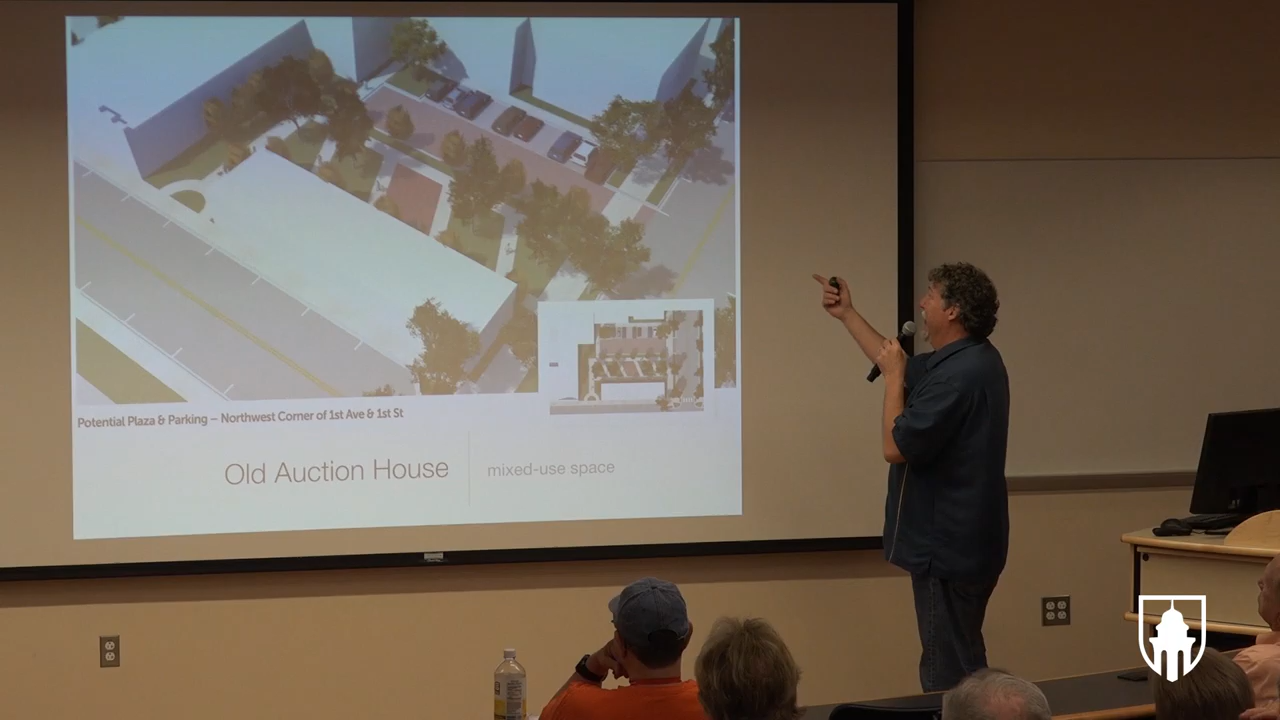 Potential Plaza & Parking – Northwest Corner of 1st Ave & 1st St
Old Auction House
mixed-use space